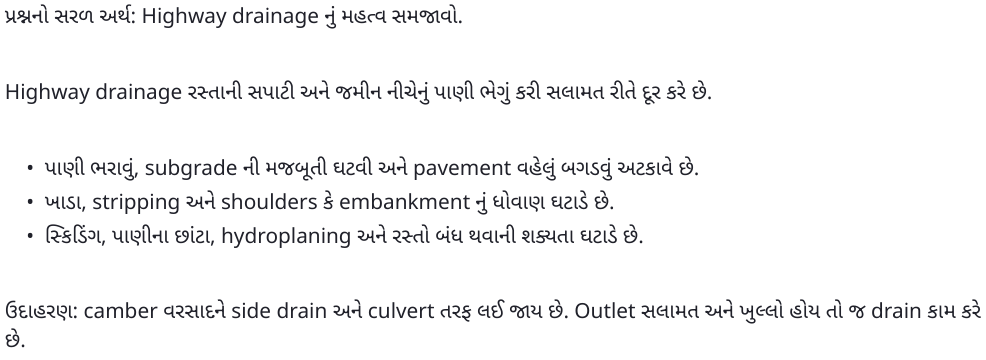 પ્રશ્નનો સરળ અર્થ: Highway drainage નું મહત્વ સમજાવો.
Highway drainage રસ્તાની સપાટી અને જમીન નીચેનું પાણી ભેગું કરી સલામત રીતે દૂર કરે છે.
• પાણી ભરાવું, subgrade ની મજબૂતી ઘટવી અને pavement વહેલું બગડવું અટકાવે છે.
• ખાડા, stripping અને shoulders કે embankment નું ધોવાણ ઘટાડે છે.
• સ્કિડિંગ, પાણીના છાંટા, hydroplaning અને રસ્તો બંધ થવાની શક્યતા ઘટાડે છે.
ઉદાહરણ: camber વરસાદને side drain અને culvert તરફ લઈ જાય છે. Outlet સલામત અને ખુલ્લો હોય તો જ drain કામ કરે
છે.